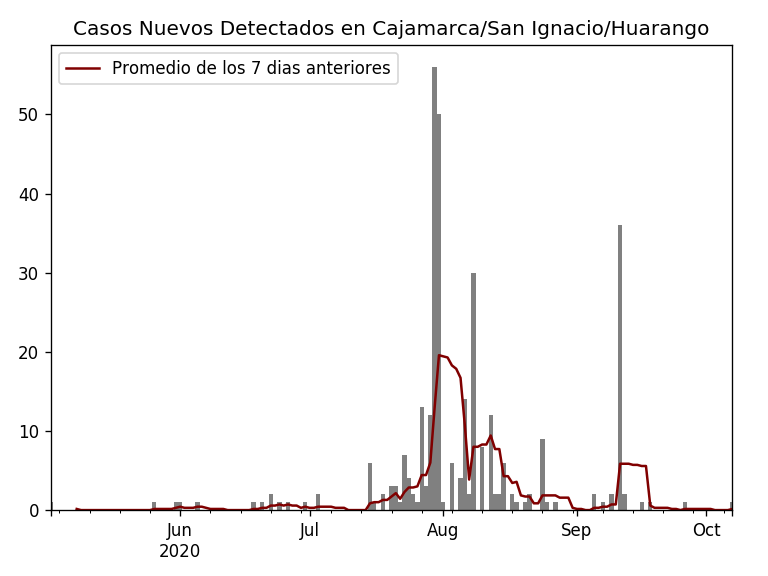 Casos Nuevos Detectados en Cajamarca/San Ignacio/Huarango
Promedio de los 7 dias anteriores
50
40
30
20
10
0
Jun Jul Aug Sep Oct
2020